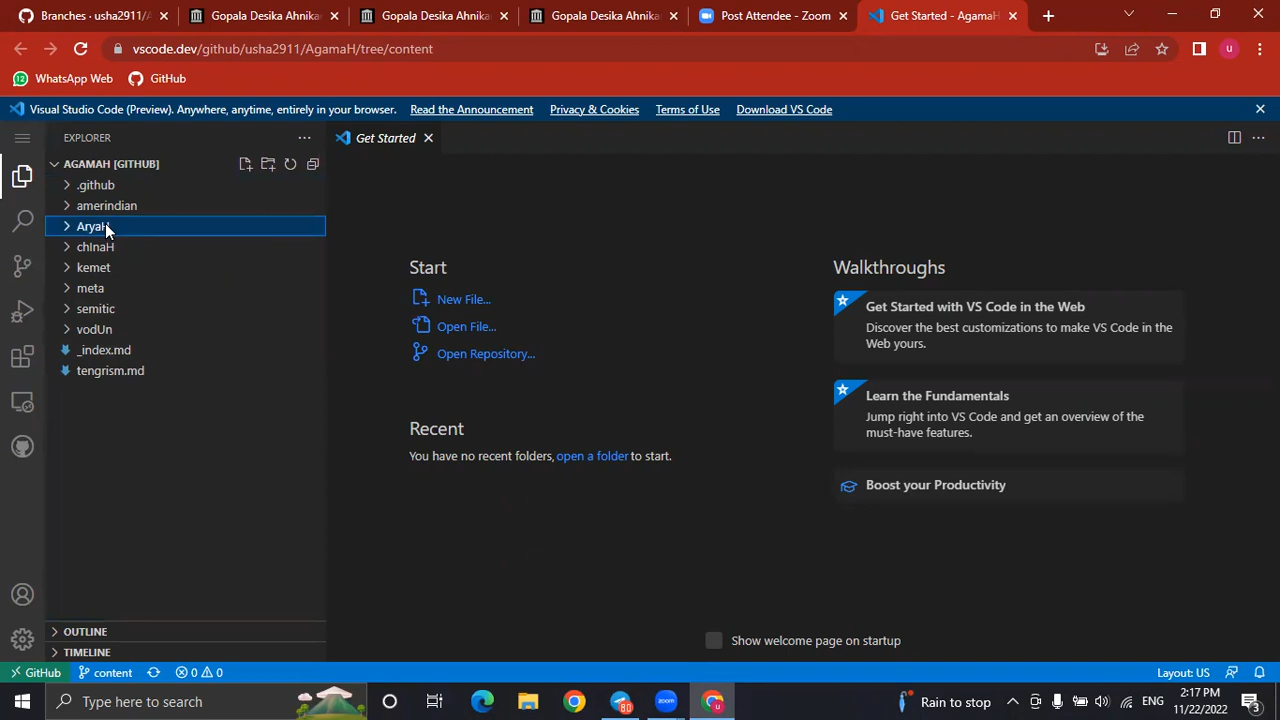 Branches - usha2911/A
Gopala Desika Ahnika
Gopala Desika Ahnika
Gopala Desika Ahnika
Post Attendee - Zoom
Get Started - AgamaH
vscode.dev/github/usha2911/AgamaH/tree/content
u
WhatsApp Web
GitHub
Visual Studio Code (Preview). Anywhere, anytime, entirely in your browser.
Read the Announcement
Privacy & Cookies
Terms of Use
Download VS Code
EXPLORER
Get Started
AGAMAH [GITHUB]
.github
amerindian
AryaH
chInaH
kemet
meta
semitic
vodUn
_index.md
tengrism.md
Start
New File...
Open File...
Open Repository...
Recent
You have no recent folders, open a folder to start.
Walkthroughs
Get Started with VS Code in the Web
Discover the best customizations to make VS Code in the
Web yours.
Learn the Fundamentals
Jump right into VS Code and get an overview of the
must-have features.
Boost your Productivity
Show welcome page on startup
OUTLINE
TIMELINE
GitHub
content
0
0
Layout: US
Type here to search
80
zoom
u
Rain to stop
ENG
2:17 PM
11/22/2022
3